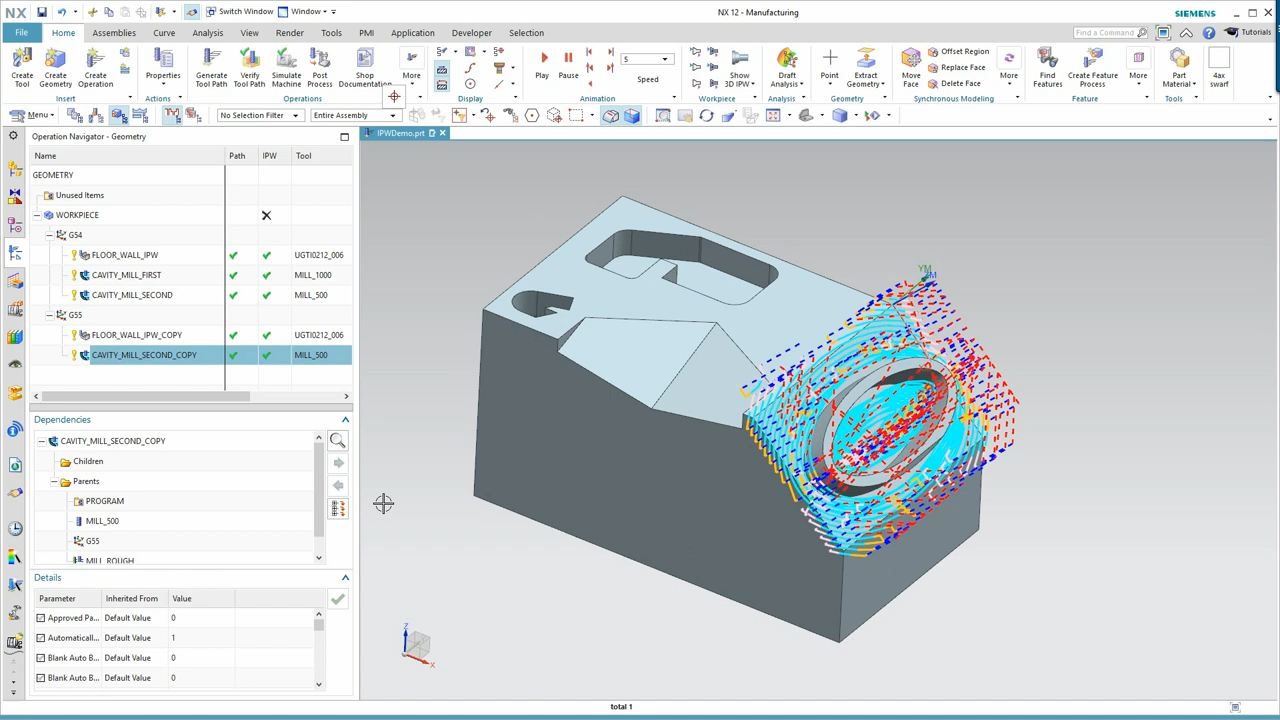 NX Switch Window Window NX 12 - Manufacturing SIEMENS
File Home Assemblies Curve Analysis View Render Tools PMI Application Developer Selection Find a Command Tutorials
Create Tool Create Geometry Create Operation Properties Generate Tool Path Verify Tool Path Simulate Machine Post Process Shop Documentation More Play Pause 5 Speed Show 3D IPW Draft Analysis Point Extract Geometry Move Face Offset Region Replace Face Delete Face More Find Features Create Feature Process More Part Material 4ax swarf
Insert Actions Operations Display Animation Workpiece Analysis Geometry Synchronous Modeling Feature Tools
Menu No Selection Filter Entire Assembly
Operation Navigator - Geometry IPWDemo.prt
Name Path IPW Tool
GEOMETRY
Unused Items
WORKPIECE
G54
FLOOR_WALL_IPW UGTI0212_006
CAVITY_MILL_FIRST MILL_1000
CAVITY_MILL_SECOND MILL_500
G55
FLOOR_WALL_IPW_COPY UGTI0212_006
CAVITY_MILL_SECOND_COPY MILL_500
Dependencies
CAVITY_MILL_SECOND_COPY
Children
Parents
PROGRAM
MILL_500
G55
MILL_ROUGH
Details
Parameter Inherited From Value
Approved Pa... Default Value 0
Automaticall... Default Value 1
Blank Auto B... Default Value 0
Blank Auto B... Default Value 0
YM
Z
X
total 1